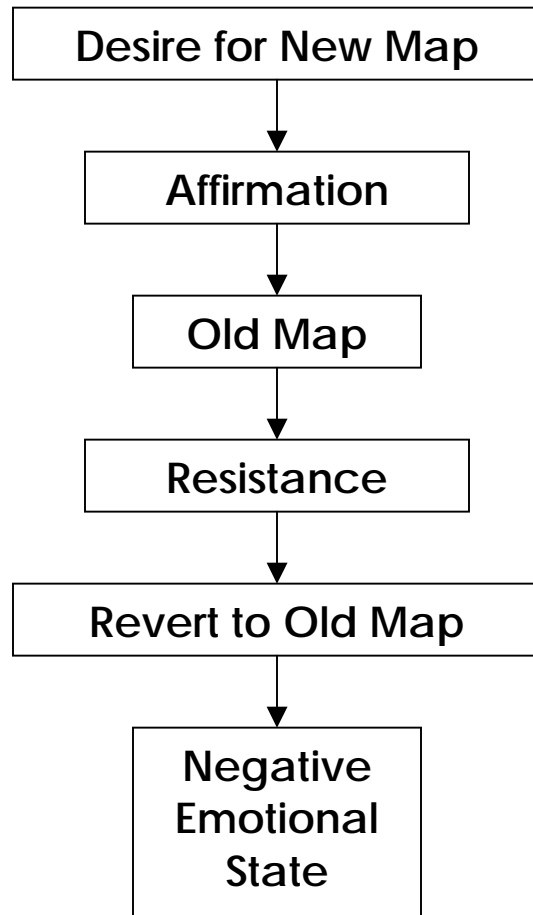 Desire for New Map
Affirmation
Old Map
Resistance
Revert to Old Map
Negative
Emotional
State